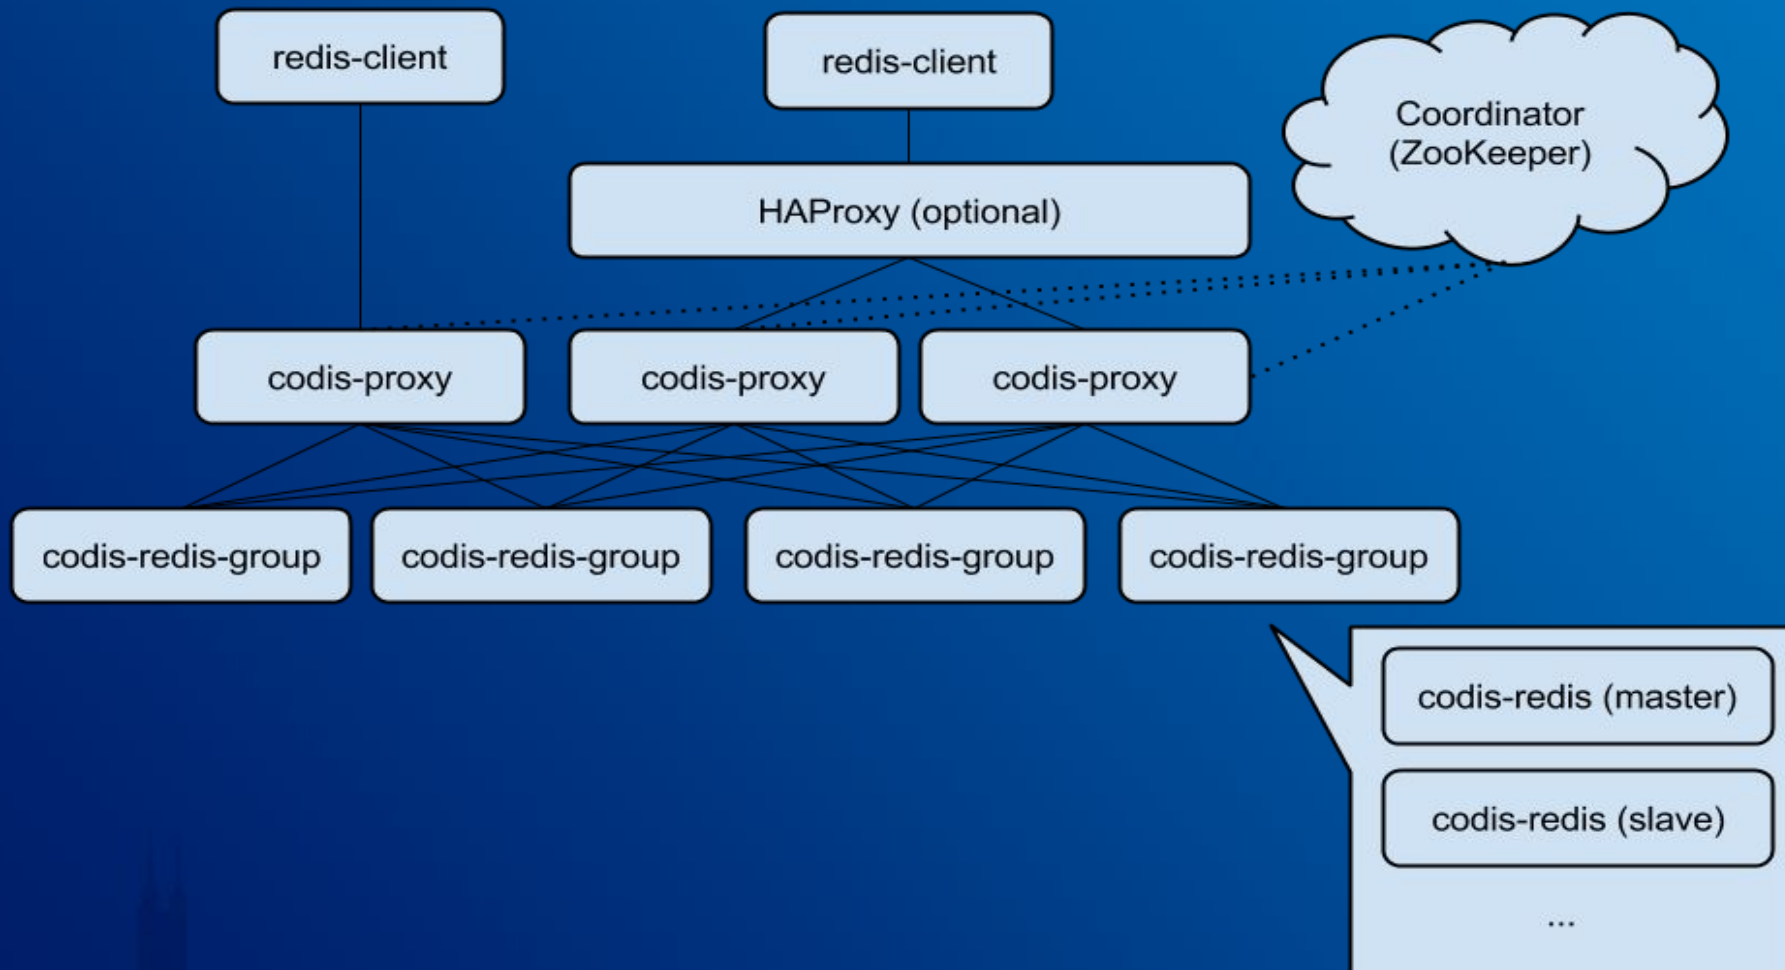 redis-client
redis-client
Coordinator
(ZooKeeper)
HAProxy (optional)
codis-proxy
codis-proxy
codis-proxy
codis-redis-group
codis-redis-group
codis-redis-group
codis-redis-group
codis-redis (master)
codis-redis (slave)
...